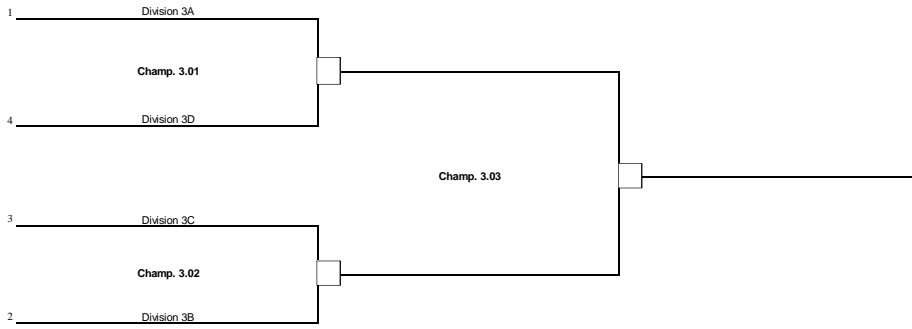 1 Division 3A
Champ. 3.01
4 Division 3D
Champ. 3.03
3 Division 3C
Champ. 3.02
2 Division 3B